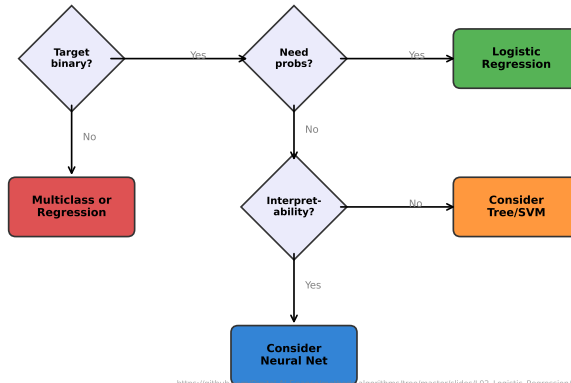 Target
binary?
Yes
Need
probs?
Yes
Logistic
Regression
No
No
Multiclass or
Regression
Interpret-
ability?
No
Consider
Tree/SVM
Yes
Consider
Neural Net